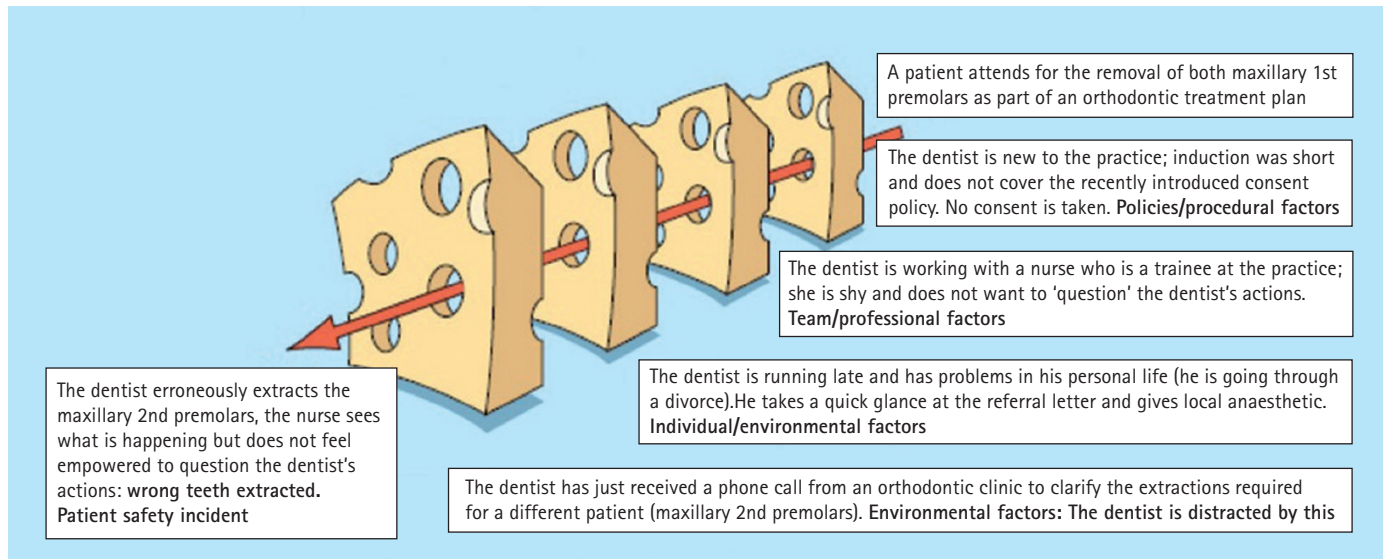 A patient attends for the removal of both maxillary 1st
premolars as part of an orthodontic treatment plan
The dentist is new to the practice; induction was short
and does not cover the recently introduced consent
policy. No consent is taken. Policies/procedural factors
The dentist is working with a nurse who is a trainee at the practice;
she is shy and does not want to ‘question’ the dentist’s actions.
Team/professional factors
The dentist is running late and has problems in his personal life (he is going through
a divorce).He takes a quick glance at the referral letter and gives local anaesthetic.
Individual/environmental factors
The dentist has just received a phone call from an orthodontic clinic to clarify the extractions required
for a different patient (maxillary 2nd premolars). Environmental factors: The dentist is distracted by this
The dentist erroneously extracts the
maxillary 2nd premolars, the nurse sees
what is happening but does not feel
empowered to question the dentist’s
actions: wrong teeth extracted.
Patient safety incident